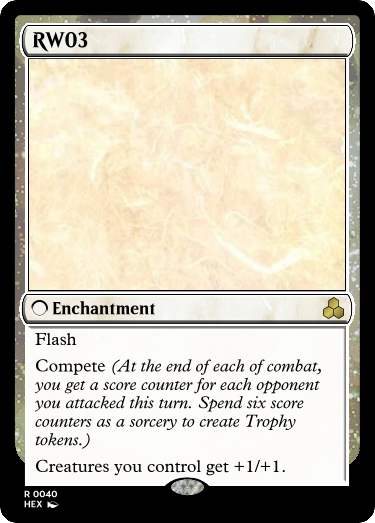 RW03
Enchantment
Flash
Compete (At the end of each of combat,
you get a score counter for each opponent
you attacked this turn. Spend six score
counters as a sorcery to create Trophy
tokens.)
Creatures you control get +1/+1.
R 0040
HEX